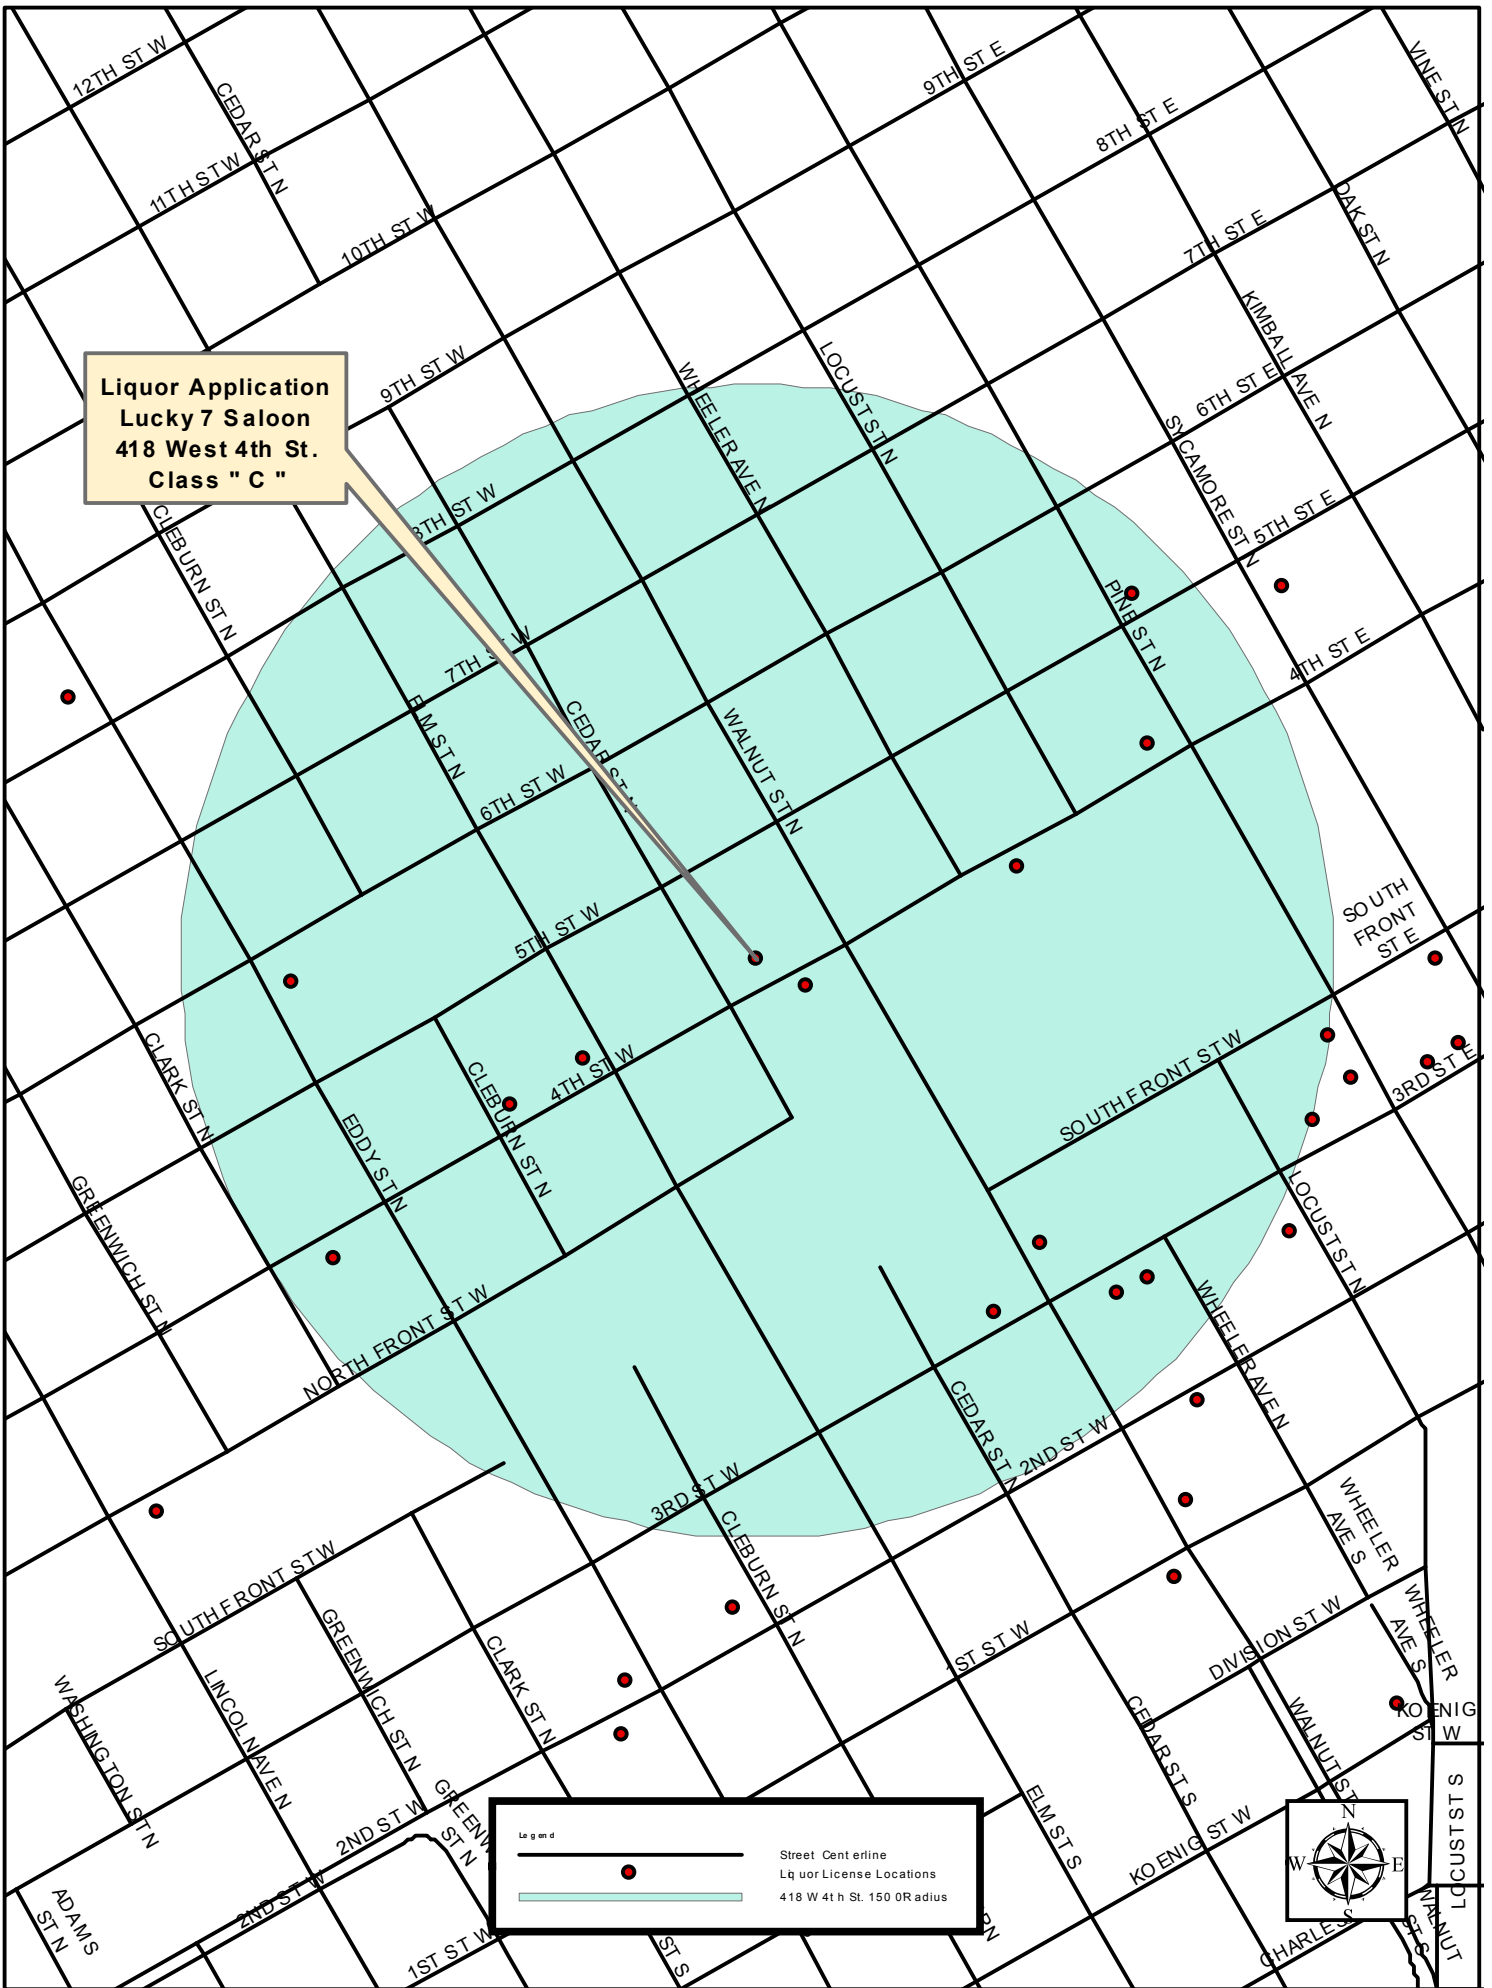 12TH ST W
CEDAR ST N
11TH ST W
10TH ST W
9TH ST E
8TH ST E
VINE ST N
OAK ST N
7TH ST E
KIMBALL AVE N
6TH ST E
SYCAMORE ST N
5TH ST E
4TH ST E
9TH ST W
WHEELER AVE N
LOCUST ST N
Liquor Application
Lucky 7 Saloon
418 West 4th St.
Class " C "
8TH ST W
CLEBURN ST N
7TH ST W
ELM ST N
CEDAR ST N
WALNUT ST N
PINE ST N
6TH ST W
5TH ST W
SOUTH
FRONT
ST E
CLARK ST N
CLEBURN ST N
4TH ST W
EDDY ST N
SOUTH FRONT ST W
3RD ST E
GREENWICH ST N
LOCUST ST N
NORTH FRONT ST W
WHEELER AVE N
CEDAR ST N
2ND ST W
3RD ST W
CLEBURN ST N
SOUTH FRONT ST W
WHEELER
AVE S
WHEELER
AVE S
GREENWICH ST N
CLARK ST N
1ST ST W
DIVISION ST W
WASHINGTON ST N
LINCOLN AVE N
CEDAR ST S
WALNUT ST
KOENIG
ST W
2ND ST W
GREENW
ST N
ELM ST S
KOENIG ST W
LOCUST ST S
2ND ST W
ADAMS
ST N
1ST ST W
ST S
RN
CHARLES
WALNUT
ST S
Legend
Street Centerline
Liquor License Locations
418 W 4th St. 1500 Radius
N
W
E
S